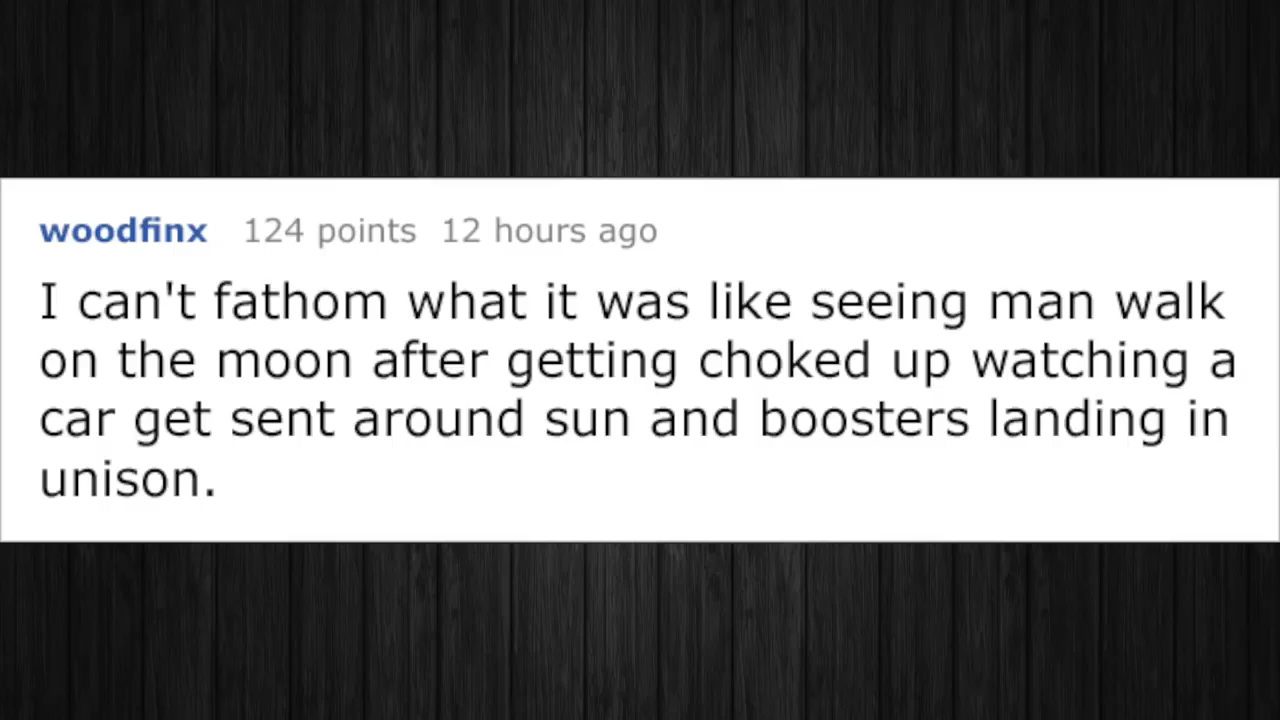 woodfinx 124 points 12 hours ago
I can't fathom what it was like seeing man walk
on the moon after getting choked up watching a
car get sent around sun and boosters landing in
unison.